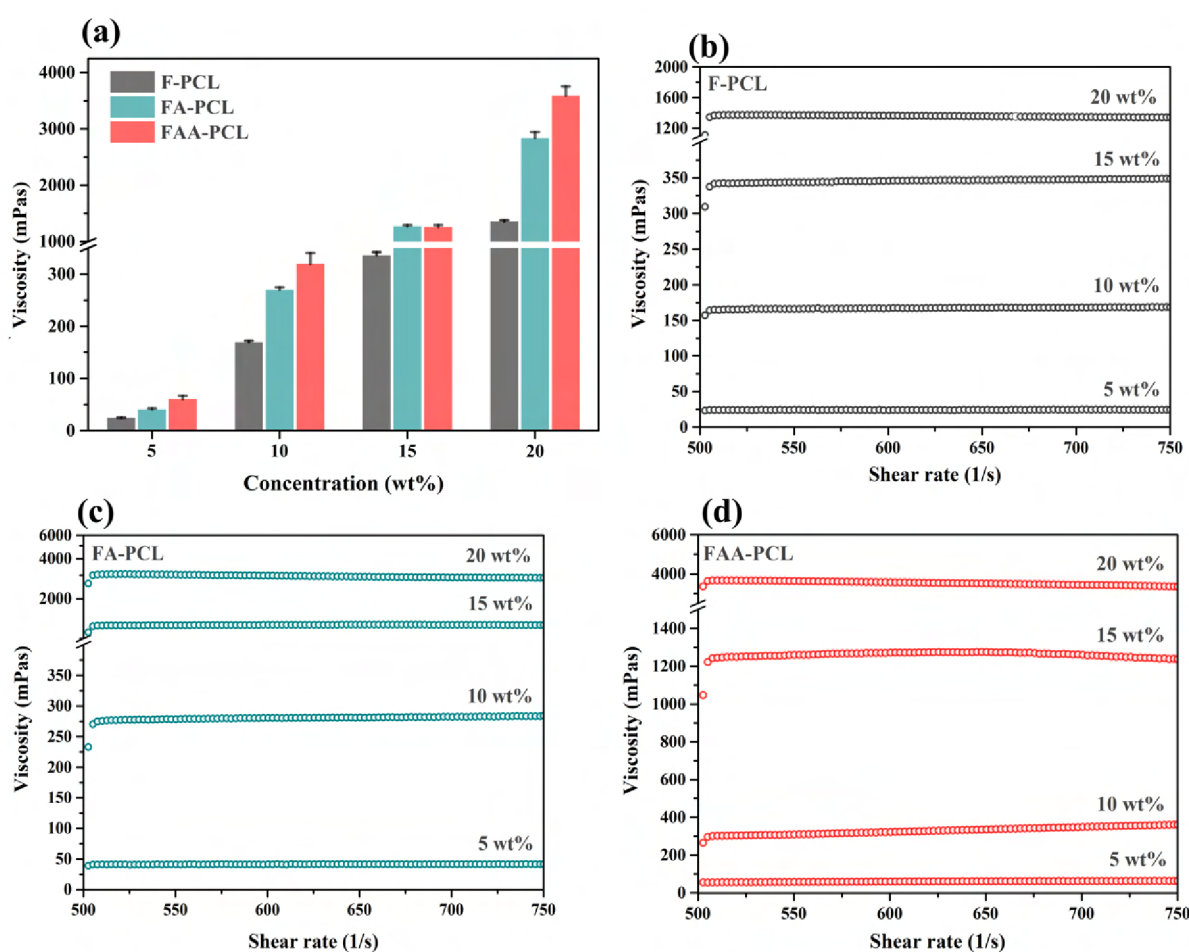 (a)
F-PCL
FA-PCL
FAA-PCL
4000
3000
2000
1000
300
200
100
0
Viscosity (mPas)
5 10 15 20
Concentration (wt%)
(b)
F-PCL
2000
1600
1200
350
300
250
200
150
100
50
0
Viscosity (mPas)
20 wt%
15 wt%
10 wt%
5 wt%
500 550 600 650 700 750
Shear rate (1/s)
(c)
FA-PCL
6000
4000
2000
350
300
250
200
150
100
50
0
Viscosity (mPas)
20 wt%
15 wt%
10 wt%
5 wt%
500 550 600 650 700 750
Shear rate (1/s)
(d)
FAA-PCL
6000
4000
1400
1200
1000
800
600
400
200
0
Viscosity (mPas)
20 wt%
15 wt%
10 wt%
5 wt%
500 550 600 650 700 750
Shear rate (1/s)